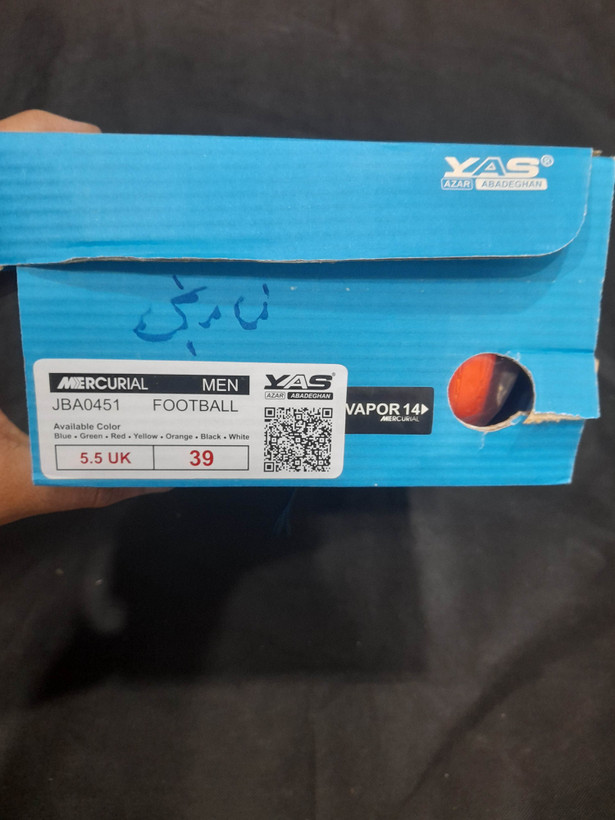 YAS®
AZAR ABADEGHAN
نارنجی
MERCURIAL MEN
JBA0451 FOOTBALL
Available Color
Blue • Green • Red • Yellow • Orange • Black • White
5.5 UK 39
YAS®
AZAR ABADEGHAN
VAPOR 14
MERCURIAL